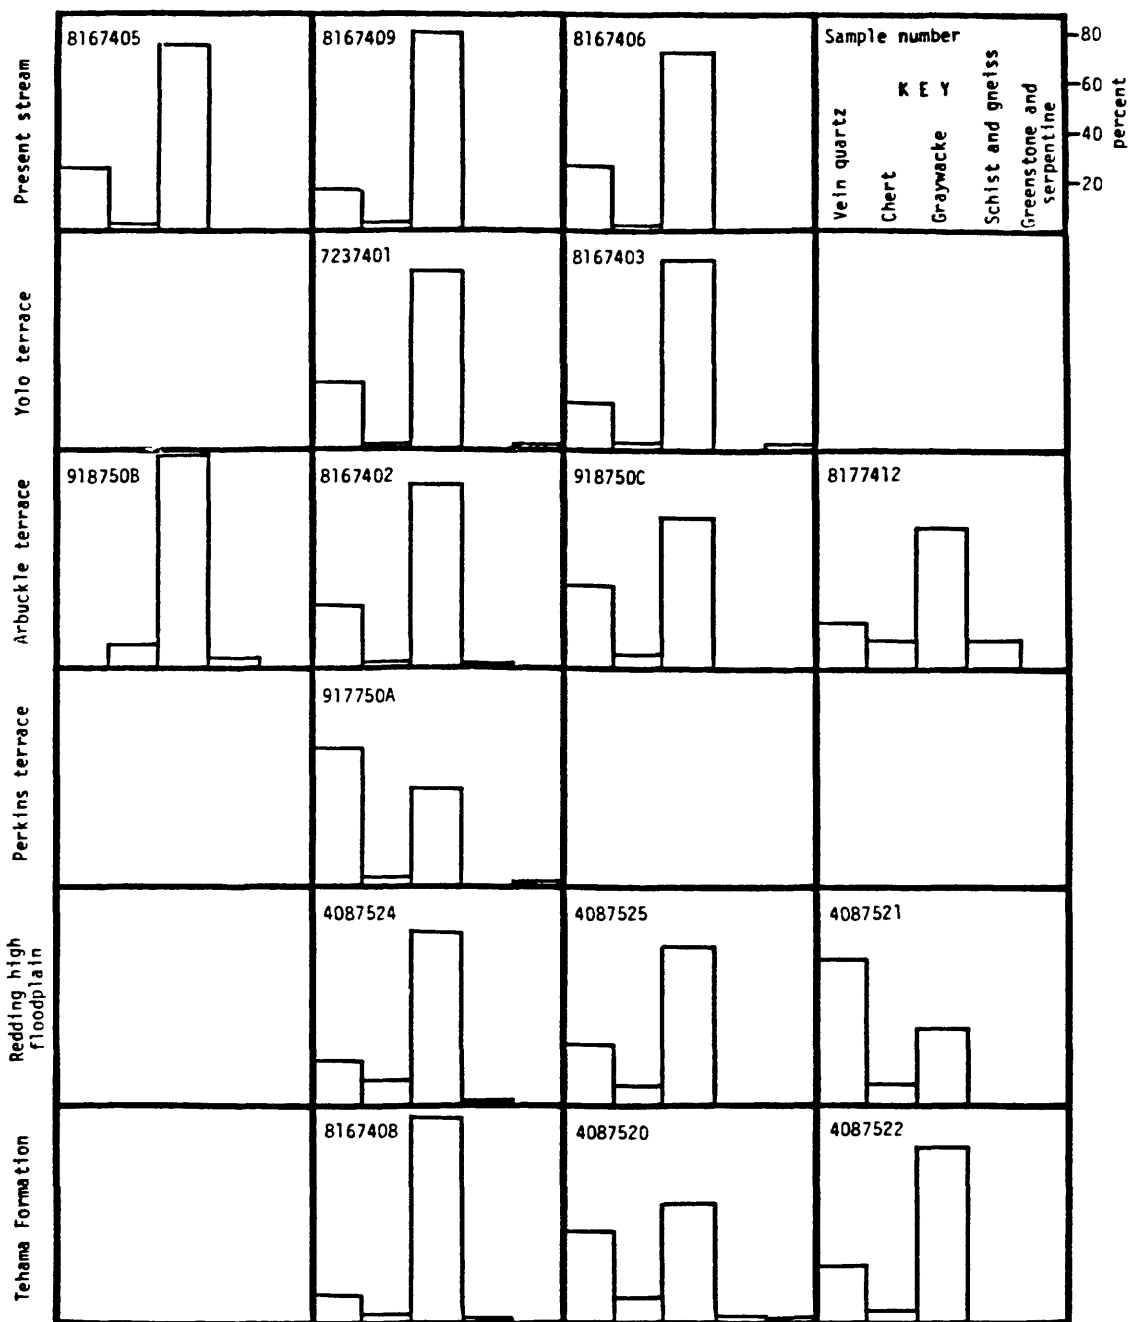 Present stream
8167405
8167409
8167406
Sample number
K E Y
Vein quartz
Chert
Graywacke
Schist and gneiss
Greenstone and
serpentine
80
60
40
20
percent
Yolo terrace
7237401
8167403
Arbuckle terrace
918750B
8167402
918750C
8177412
Perkins terrace
917750A
Redding high
floodplain
4087524
4087525
4087521
Tehama Formation
8167408
4087520
4087522